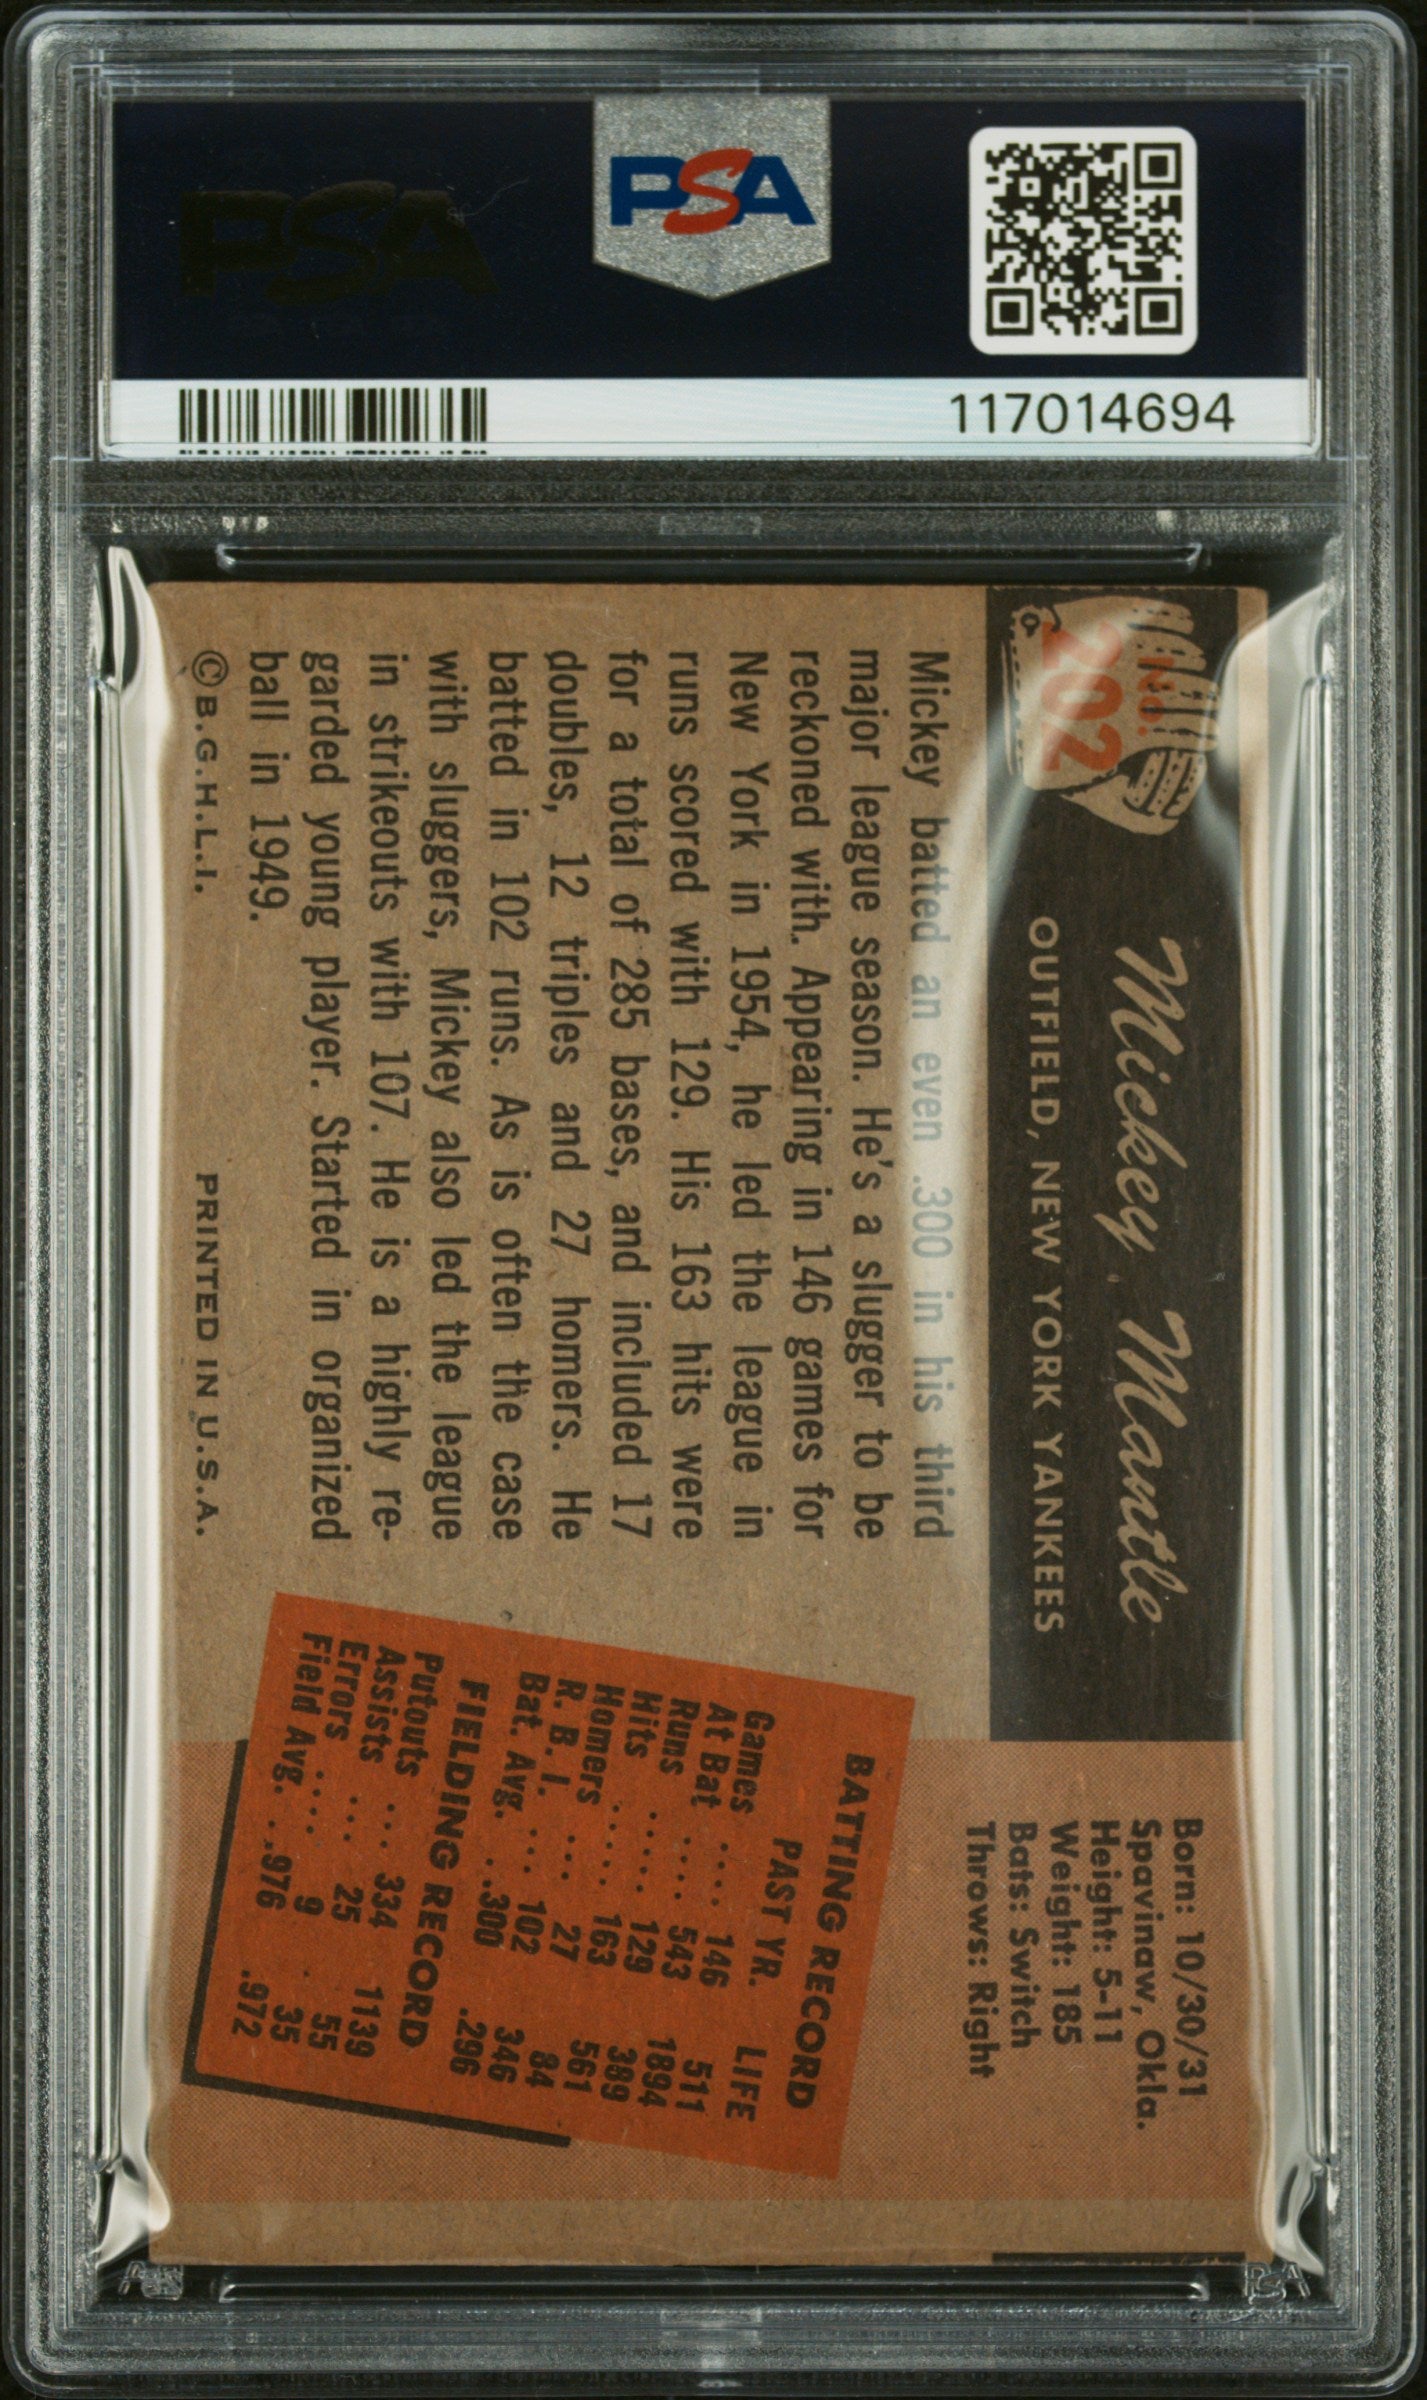 PSA
PSA
117014694
No.
202
Mickey Mantle
OUTFIELD, NEW YORK YANKEES
Born: 10/30/31
Spavinaw, Okla.
Height: 5-11
Weight: 185
Bats: Switch
Throws: Right
Mickey batted an even .300 in his third
major league season. He's a slugger to be
reckoned with. Appearing in 146 games for
New York in 1954, he led the league in
runs scored with 129. His 163 hits were
for a total of 285 bases, and included 17
doubles, 12 triples and 27 homers. He
batted in 102 runs. As is often the case
with sluggers, Mickey also led the league
in strikeouts with 107. He is a highly re-
garded young player. Started in organized
ball in 1949.
BATTING RECORD
PAST YR. LIFE
Games .... 146 511
At Bat .... 543 1894
Runs ..... 129 389
Hits ..... 163 561
Homers ... 27 84
R. B. I. ... 102 346
Bat. Avg. . .300 .296
FIELDING RECORD
Putouts ... 334 1139
Assists ... 25 55
Errors .... 9 35
Field Avg. . .976 .972
©B.G.H.L.I. PRINTED IN U.S.A.
PSA
PSA